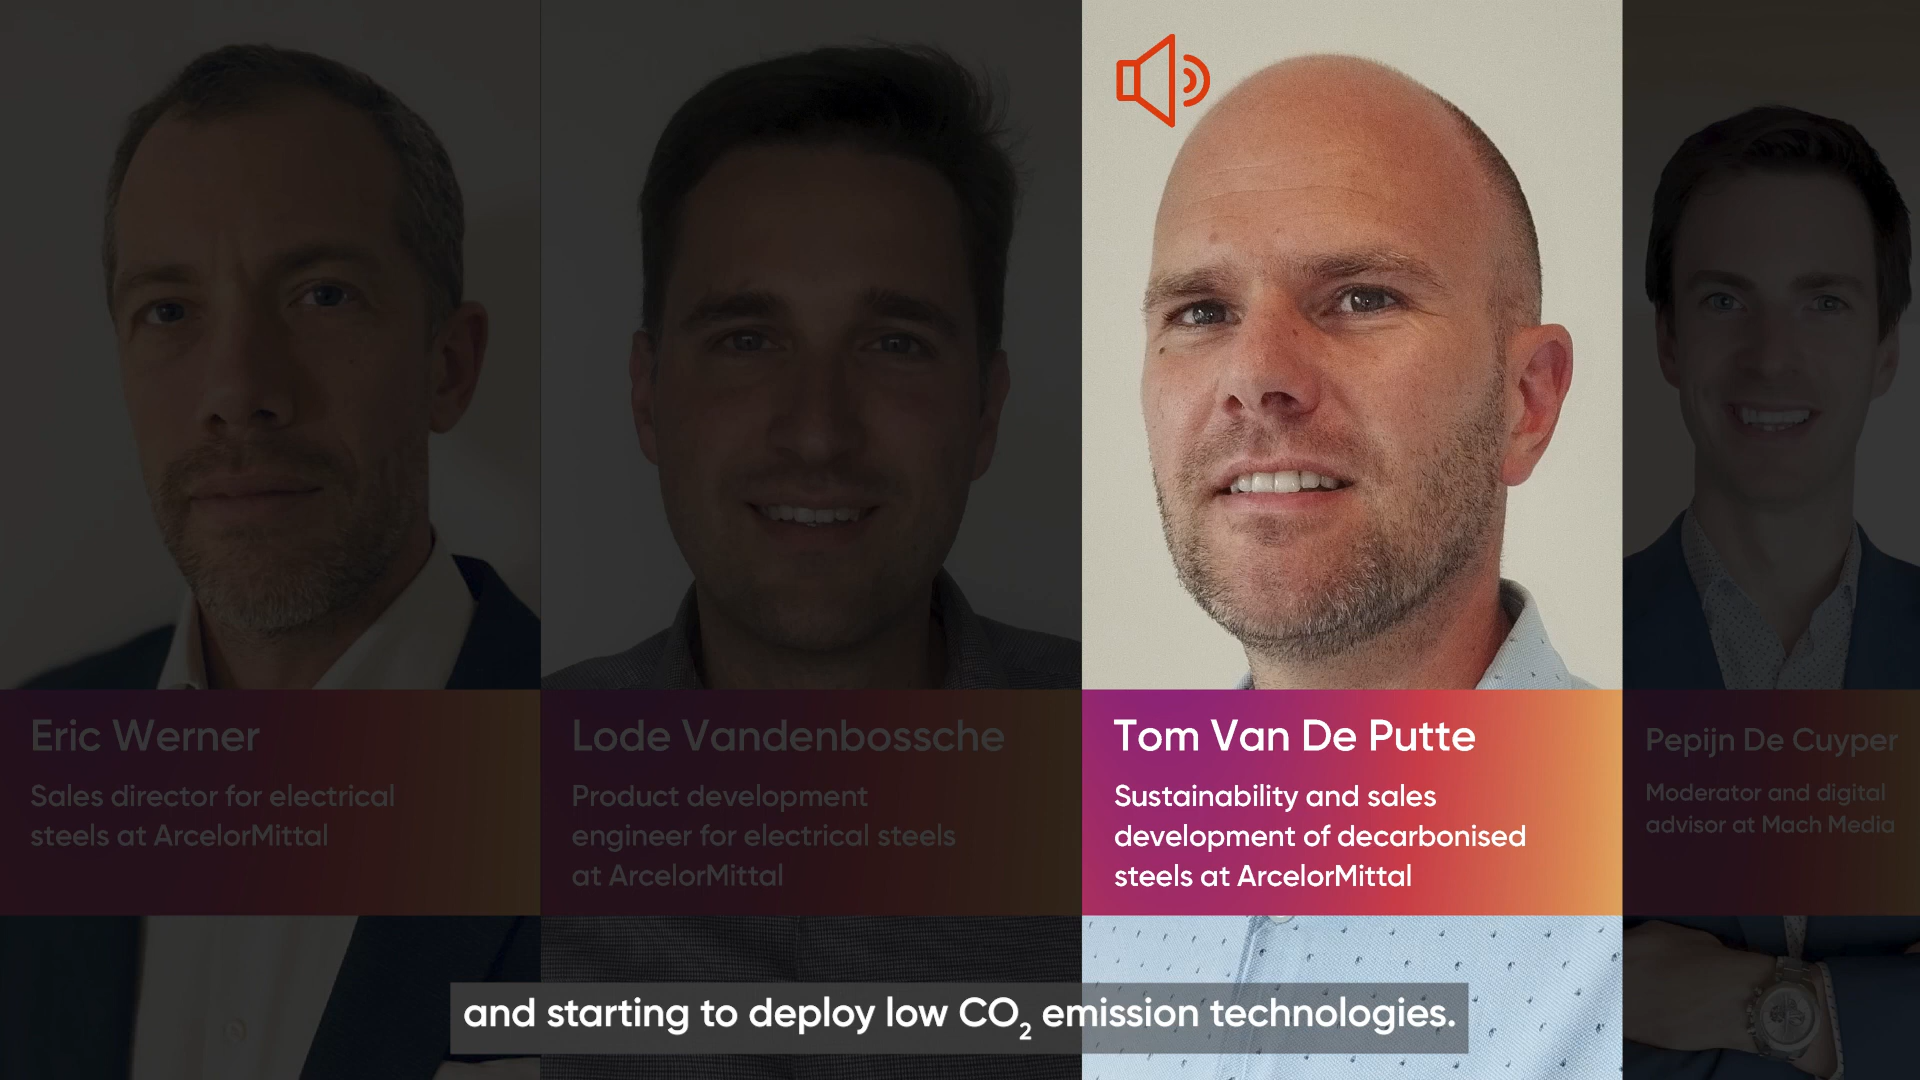 Eric Werner
Sales director for electrical
steels at ArcelorMittal
Lode Vandenbossche
Product development
engineer for electrical steels
at ArcelorMittal
Tom Van De Putte
Sustainability and sales
development of decarbonised
steels at ArcelorMittal
Pepijn De Cuyper
Moderator and digital
advisor at Mach Media
and starting to deploy low CO₂ emission technologies.